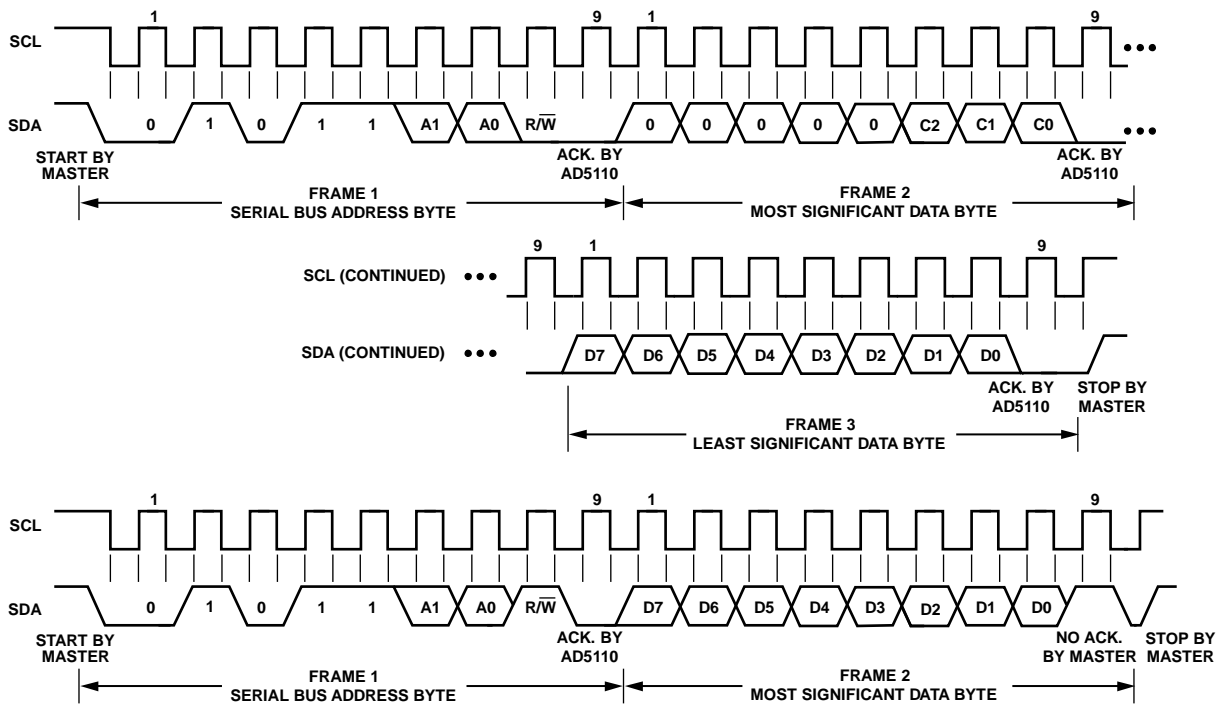 1 9 1 9
SCL
SDA 0 1 0 1 1 A1 A0 R/W̅ 0 0 0 0 0 C2 C1 C0
START BY
MASTER
ACK. BY
AD5110
ACK. BY
AD5110
FRAME 1
SERIAL BUS ADDRESS BYTE
FRAME 2
MOST SIGNIFICANT DATA BYTE
9 1 9
SCL (CONTINUED)
SDA (CONTINUED) D7 D6 D5 D4 D3 D2 D1 D0
ACK. BY
AD5110
STOP BY
MASTER
FRAME 3
LEAST SIGNIFICANT DATA BYTE
1 9 1 9
SCL
SDA 0 1 0 1 1 A1 A0 R/W̅ D7 D6 D5 D4 D3 D2 D1 D0
START BY
MASTER
ACK. BY
AD5110
NO ACK.
BY MASTER
STOP BY
MASTER
FRAME 1
SERIAL BUS ADDRESS BYTE
FRAME 2
MOST SIGNIFICANT DATA BYTE